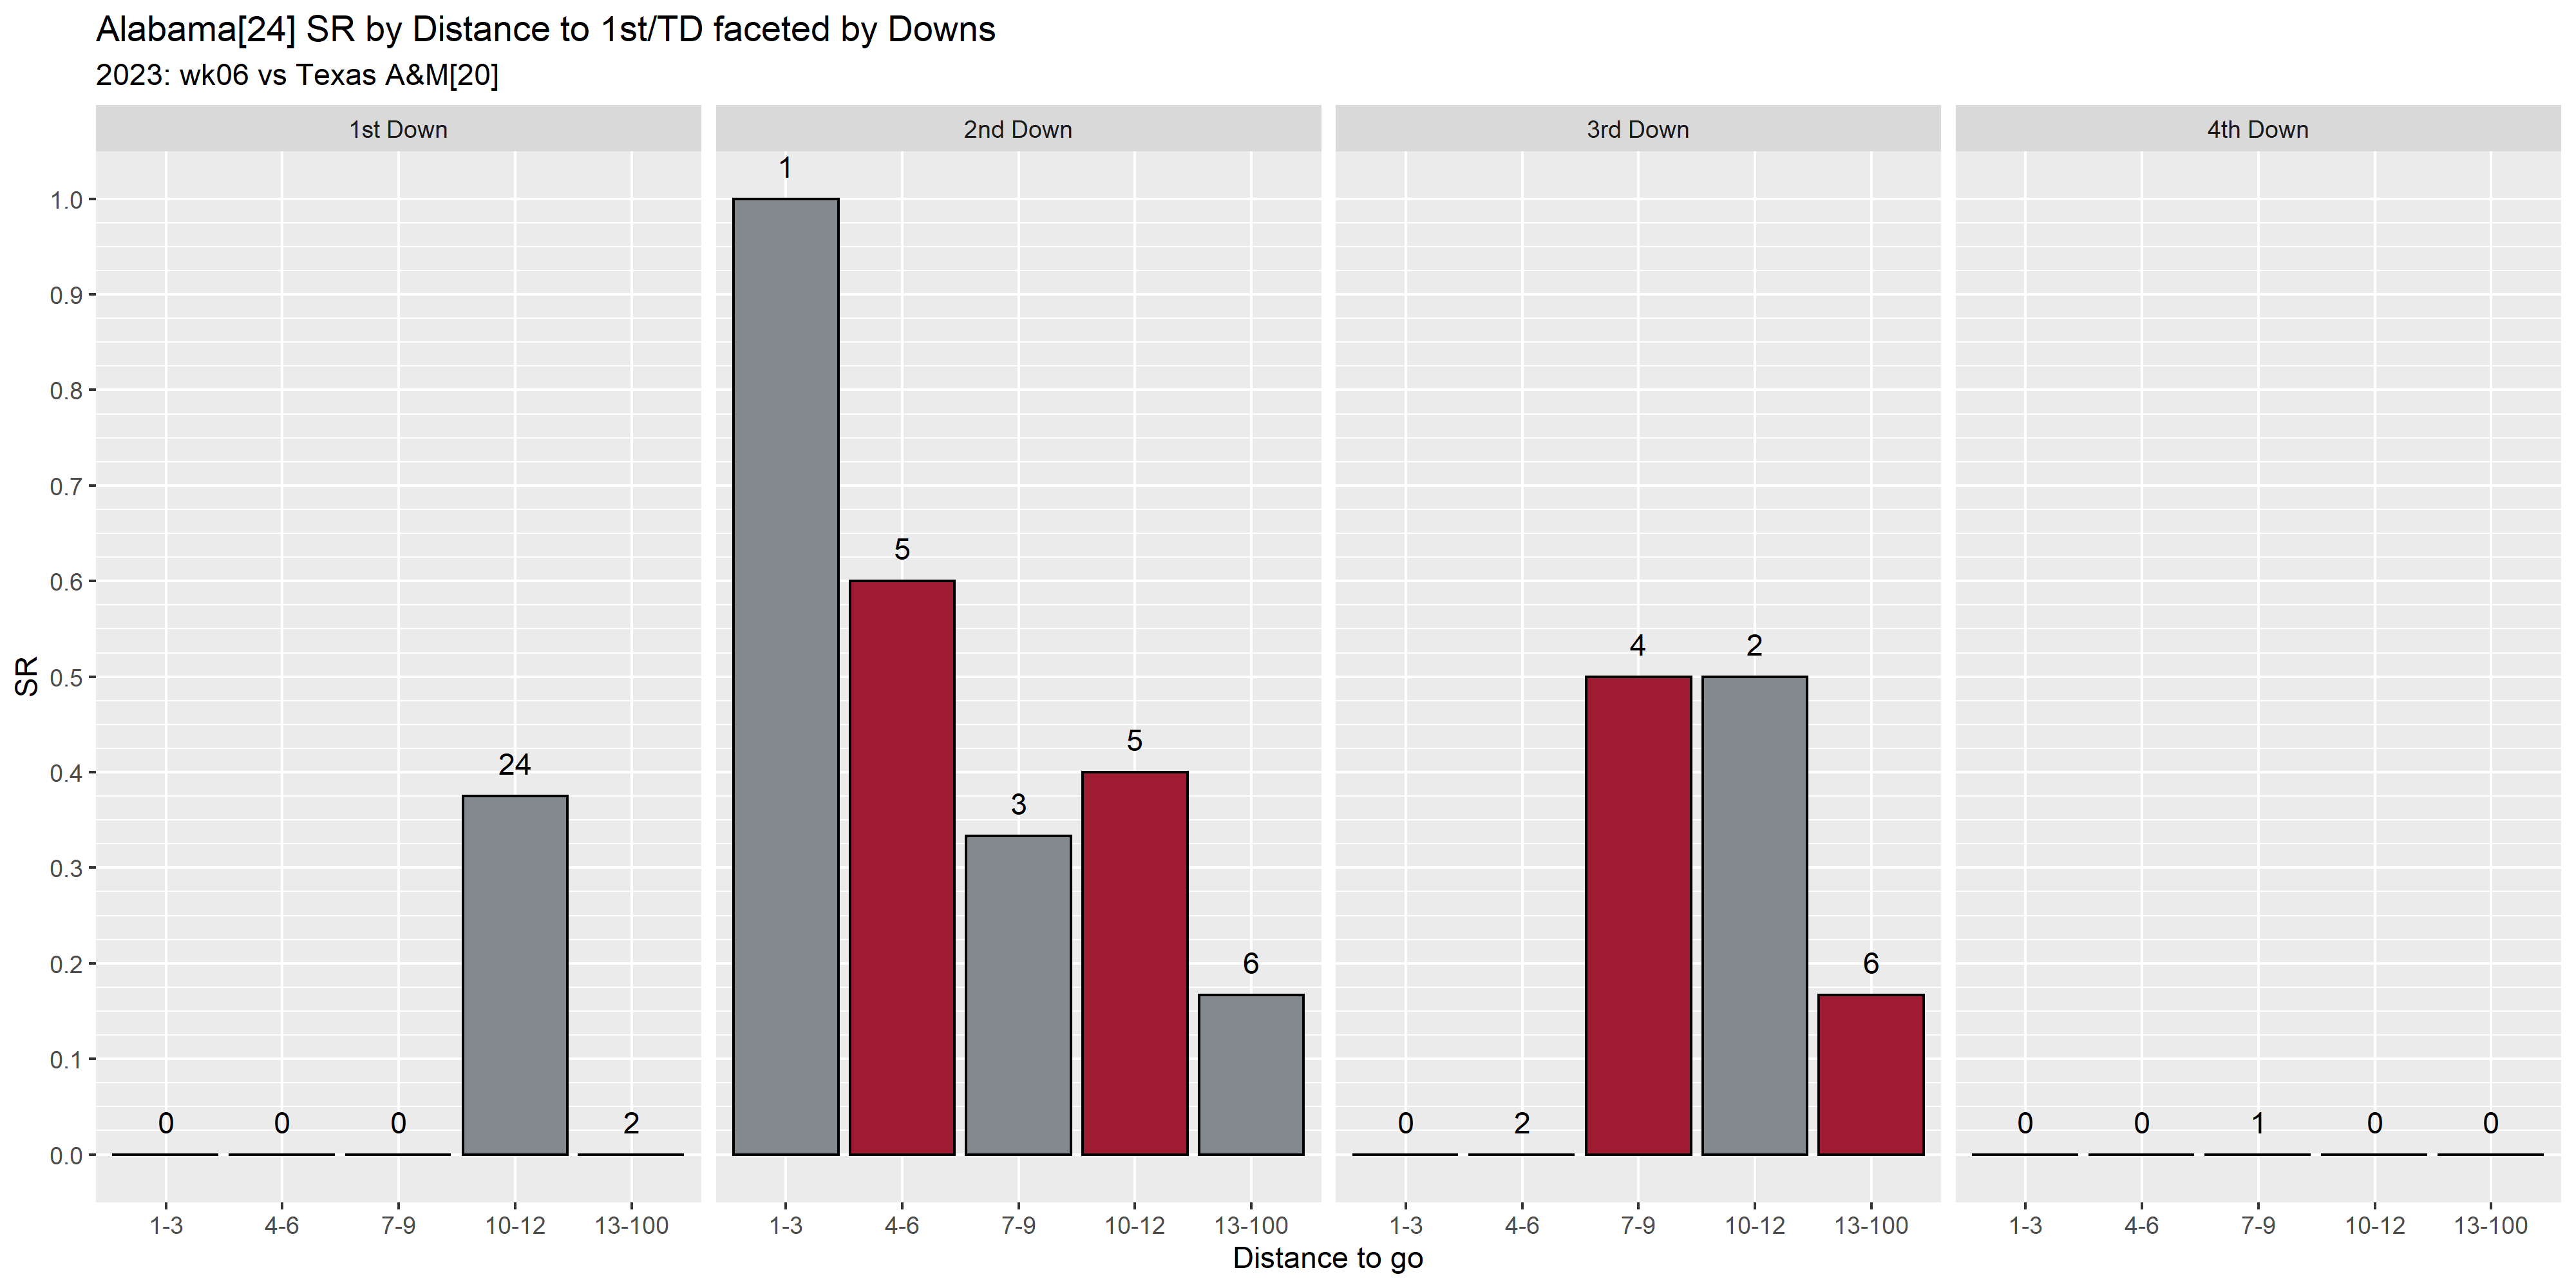 Alabama[24] SR by Distance to 1st/TD faceted by Downs
2023: wk06 vs Texas A&M[20]
1st Down
2nd Down
3rd Down
4th Down
SR
1.0
0.9
0.8
0.7
0.6
0.5
0.4
0.3
0.2
0.1
0.0
0 0 0 24 2
1 5 3 5 6
0 2 4 2 6
0 0 1 0 0
1-3 4-6 7-9 10-12 13-100
1-3 4-6 7-9 10-12 13-100
1-3 4-6 7-9 10-12 13-100
1-3 4-6 7-9 10-12 13-100
Distance to go